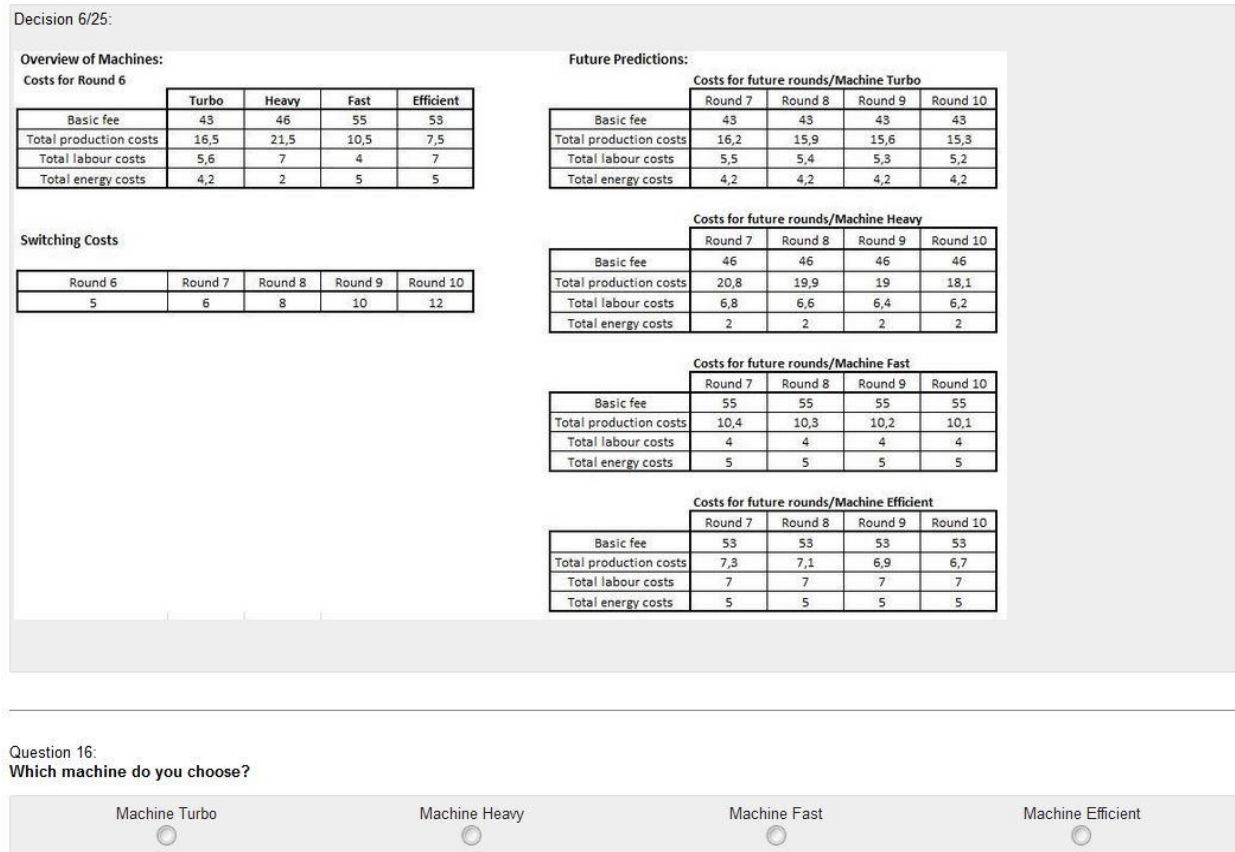 Decision 6/25:
Overview of Machines:
Costs for Round 6
Turbo Heavy Fast Efficient
Basic fee 43 46 55 53
Total production costs 16,5 21,5 10,5 7,5
Total labour costs 5,6 7 4 7
Total energy costs 4,2 2 5 5
Switching Costs
Round 6 Round 7 Round 8 Round 9 Round 10
5 6 8 10 12
Future Predictions:
Costs for future rounds/Machine Turbo
Round 7 Round 8 Round 9 Round 10
Basic fee 43 43 43 43
Total production costs 16,2 15,9 15,6 15,3
Total labour costs 5,5 5,4 5,3 5,2
Total energy costs 4,2 4,2 4,2 4,2
Costs for future rounds/Machine Heavy
Round 7 Round 8 Round 9 Round 10
Basic fee 46 46 46 46
Total production costs 20,8 19,9 19 18,1
Total labour costs 6,8 6,6 6,4 6,2
Total energy costs 2 2 2 2
Costs for future rounds/Machine Fast
Round 7 Round 8 Round 9 Round 10
Basic fee 55 55 55 55
Total production costs 10,4 10,3 10,2 10,1
Total labour costs 4 4 4 4
Total energy costs 5 5 5 5
Costs for future rounds/Machine Efficient
Round 7 Round 8 Round 9 Round 10
Basic fee 53 53 53 53
Total production costs 7,3 7,1 6,9 6,7
Total labour costs 7 7 7 7
Total energy costs 5 5 5 5
Question 16:
Which machine do you choose?
Machine Turbo Machine Heavy Machine Fast Machine Efficient